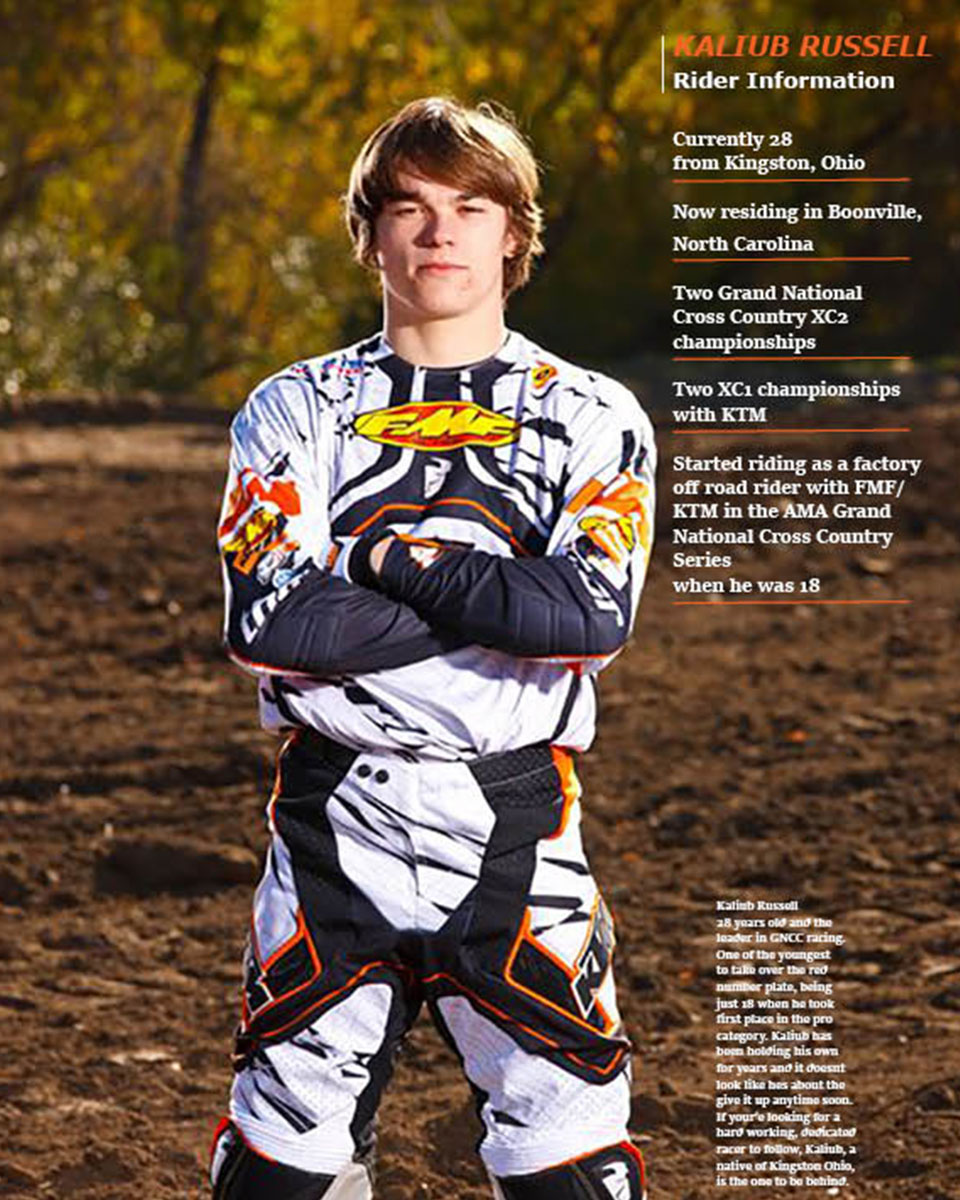 KALIUB RUSSELL
Rider Information
Currently 28
from Kingston, Ohio
Now residing in Boonville,
North Carolina
Two Grand National
Cross Country XC2
championships
Two XC1 championships
with KTM
Started riding as a factory
off road rider with FMF/
KTM in the AMA Grand
National Cross Country
Series
when he was 18
FMF
Kaliub Russell
28 years old and the
leader in GNCC racing.
One of the youngest
to take over the red
number plate, being
just 18 when he took
first place in the pro
category. Kaliub has
been holding his own
for years and it doesnt
look like hes about the
give it up anytime soon.
If your'e looking for a
hard working, dedicated
racer to follow, Kaliub, a
native of Kingston Ohio,
is the one to be behind.